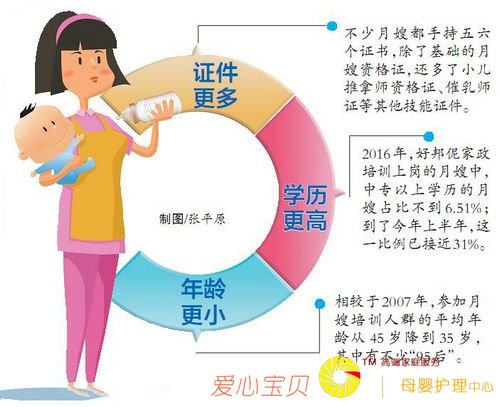 证件
更多
不少月嫂都手持五六
个证书,除了基础的月
嫂资格证,还多了小儿
推拿师资格证、催乳师
证等其他技能证件。
学历
更高
2016年,好邦伲家政
培训上岗的月嫂中,
中专以上学历的月
嫂占比不到6.51%;
到了今年上半年,这
一比例已接近31%。
制图/张平原
年龄
更小
相较于2007年,参加月
嫂培训人群的平均年
龄从45岁降到35岁,
其中有不少“95后”。
TM 高端家庭服务
爱心宝贝
母婴护理中心